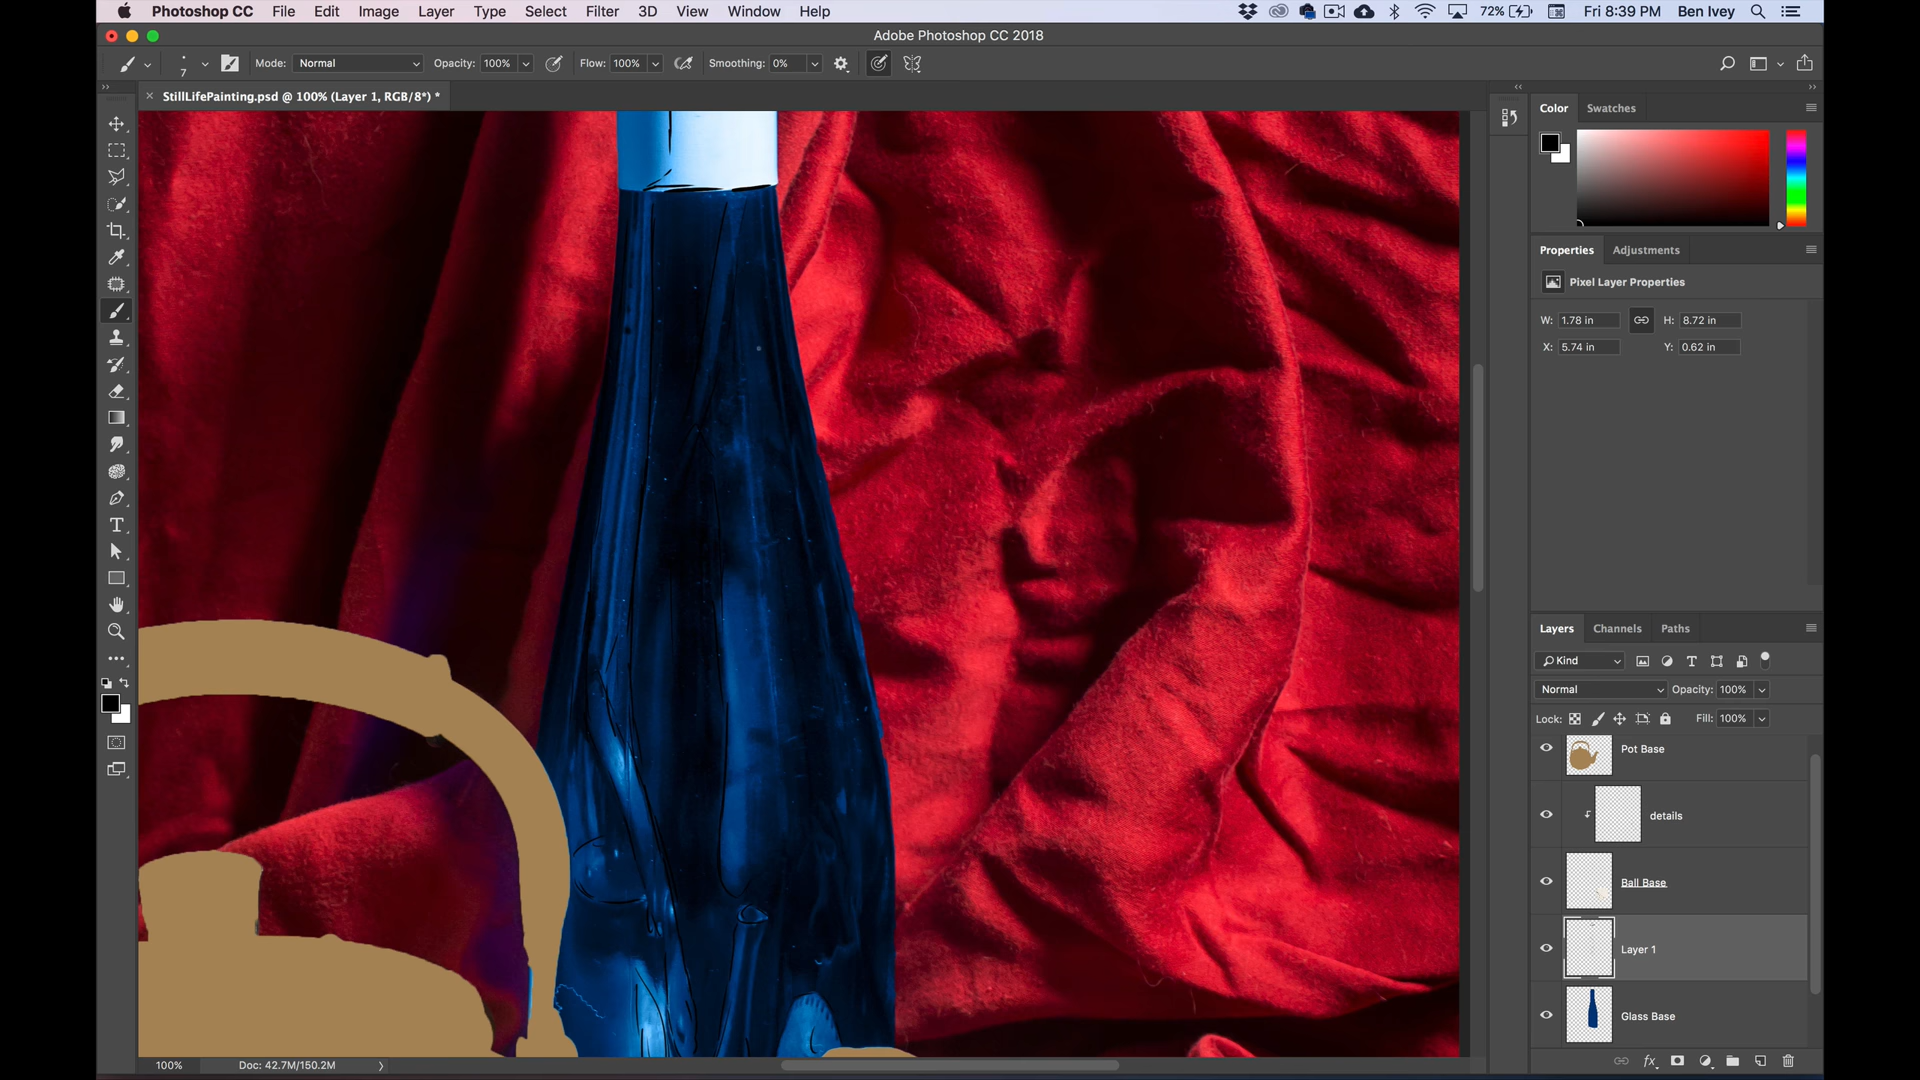 Photoshop CC File Edit Image Layer Type Select Filter 3D View Window Help 72% Fri 8:39 PM Ben Ivey
Adobe Photoshop CC 2018
7 Mode: Normal Opacity: 100% Flow: 100% Smoothing: 0%
StillLifePainting.psd @ 100% (Layer 1, RGB/8*) *
Color Swatches
Properties Adjustments
Pixel Layer Properties
W: 1.78 in H: 8.72 in
X: 5.74 in Y: 0.62 in
Layers Channels Paths
Kind
Normal Opacity: 100%
Lock: Fill: 100%
Pot Base
details
Ball Base
Layer 1
Glass Base
100% Doc: 42.7M/150.2M